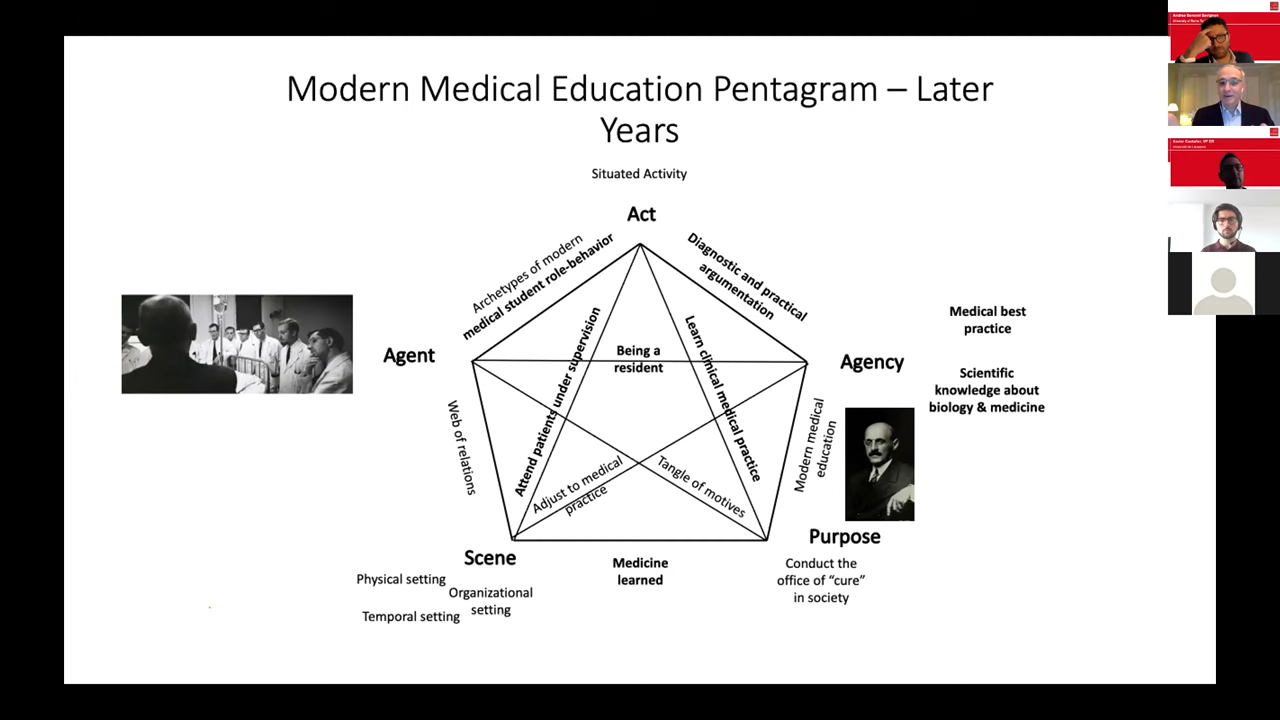 Modern Medical Education Pentagram – Later
Years
Situated Activity
Act
Archetypes of modern
medical student role-behavior
Diagnostic and practical
argumentation
Agent
Being a
resident
Agency
Medical best
practice
Scientific
knowledge about
biology & medicine
Attend patients under supervision
Learn clinical medical practice
Web of relations
Modern medical
education
Adjust to medical
practice
Tangle of motives
Scene
Physical setting
Organizational
setting
Temporal setting
Medicine
learned
Purpose
Conduct the
office of “cure”
in society